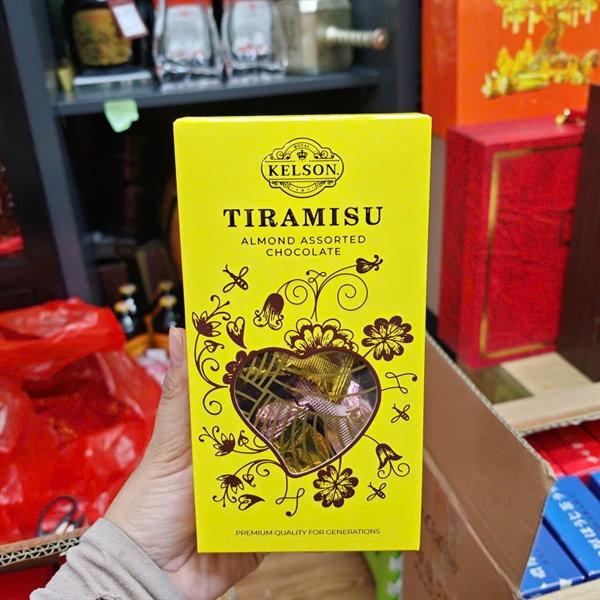 ROYAL
KELSON
TIRAMISU
ALMOND ASSORTED
CHOCOLATE
PREMIUM QUALITY FOR GENERATIONS